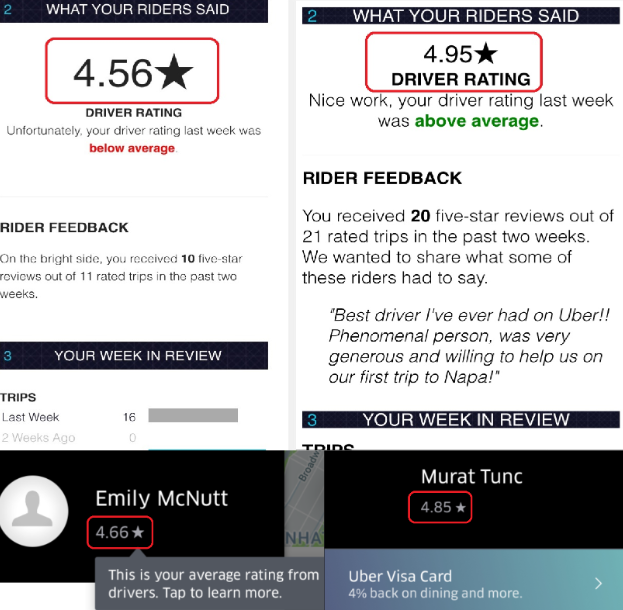 2 WHAT YOUR RIDERS SAID
4.56★
DRIVER RATING
Unfortunately, your driver rating last week was
below average.
RIDER FEEDBACK
On the bright side, you received 10 five-star
reviews out of 11 rated trips in the past two
weeks.
3 YOUR WEEK IN REVIEW
TRIPS
Last Week 16
2 Weeks Ago 0
2 WHAT YOUR RIDERS SAID
4.95★
DRIVER RATING
Nice work, your driver rating last week
was above average.
RIDER FEEDBACK
You received 20 five-star reviews out of
21 rated trips in the past two weeks.
We wanted to share what some of
these riders had to say.
"Best driver I've ever had on Uber!!
Phenomenal person, was very
generous and willing to help us on
our first trip to Napa!"
3 YOUR WEEK IN REVIEW
TRIPS
Emily McNutt
4.66★
This is your average rating from
drivers. Tap to learn more.
Broadw
NHA
Murat Tunc
4.85★
Uber Visa Card
4% back on dining and more.